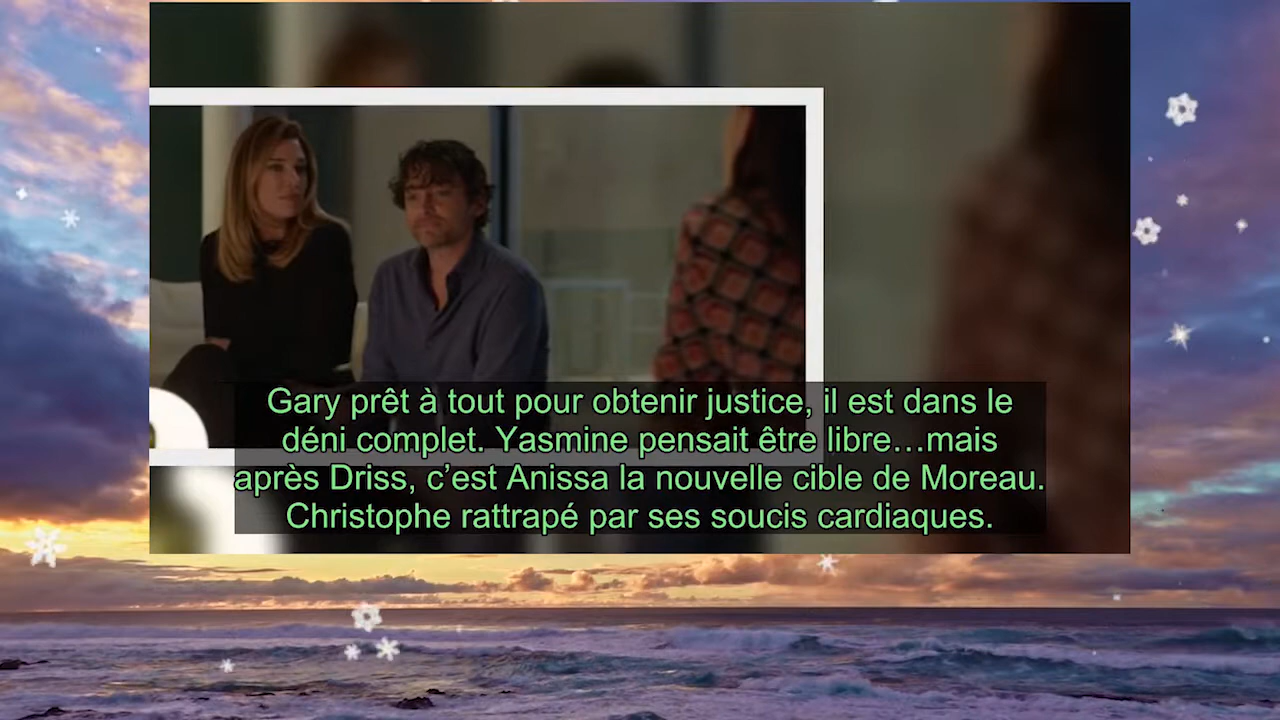 Gary prêt à tout pour obtenir justice, il est dans le
déni complet. Yasmine pensait être libre…mais
après Driss, c’est Anissa la nouvelle cible de Moreau.
Christophe rattrapé par ses soucis cardiaques.